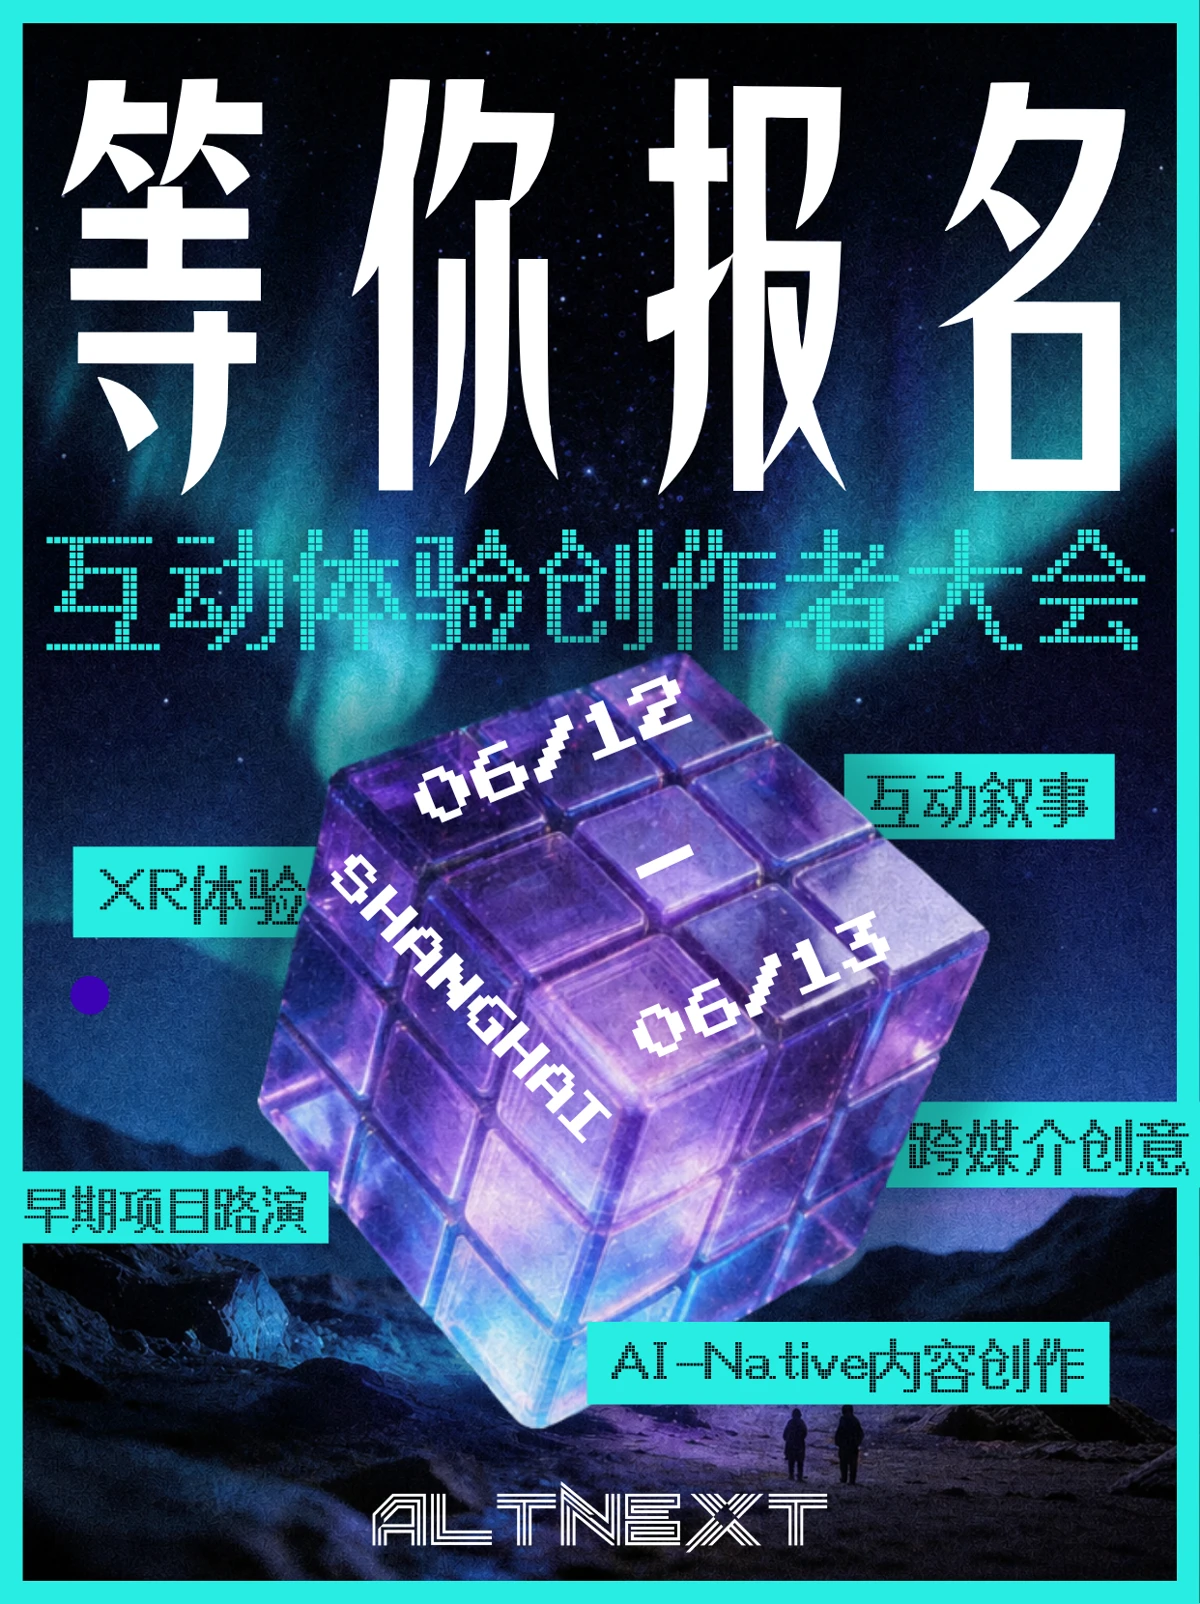 等你报名
互动体验创作者大会
06/12
—
06/13
SHANGHAI
互动叙事
XR体验
跨媒介创意
早期项目路演
AI-Native内容创作
ALTNEXT